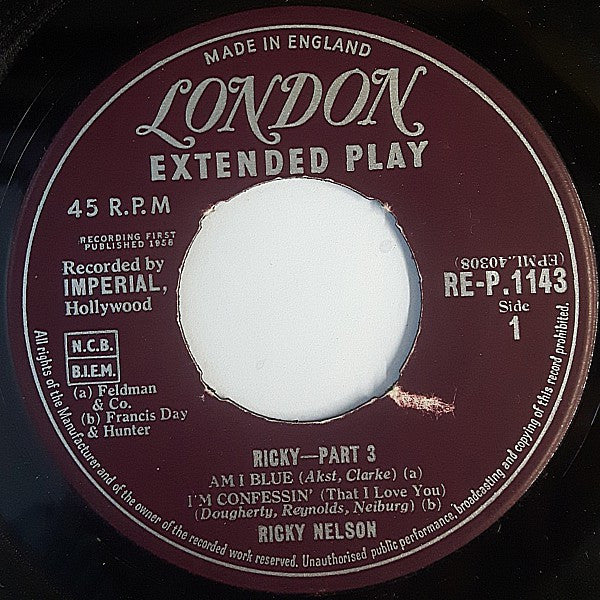 MADE IN ENGLAND
LONDON
EXTENDED PLAY
45 R.P.M
RECORDING FIRST
PUBLISHED 1958
Recorded by
IMPERIAL,
Hollywood
(EPML.40308)
RE-P.1143
Side
1
N.C.B.
B.I.E.M.
(a) Feldman
& Co.
(b) Francis Day
& Hunter
RICKY—PART 3
AM I BLUE (Akst, Clarke) (a)
I'M CONFESSIN' (That I Love You)
(Dougherty, Reynolds, Neiburg) (b)
RICKY NELSON
All rights of the Manufacturer and of the owner of the recorded work reserved. Unauthorised public performance, broadcasting and copying of this record prohibited.